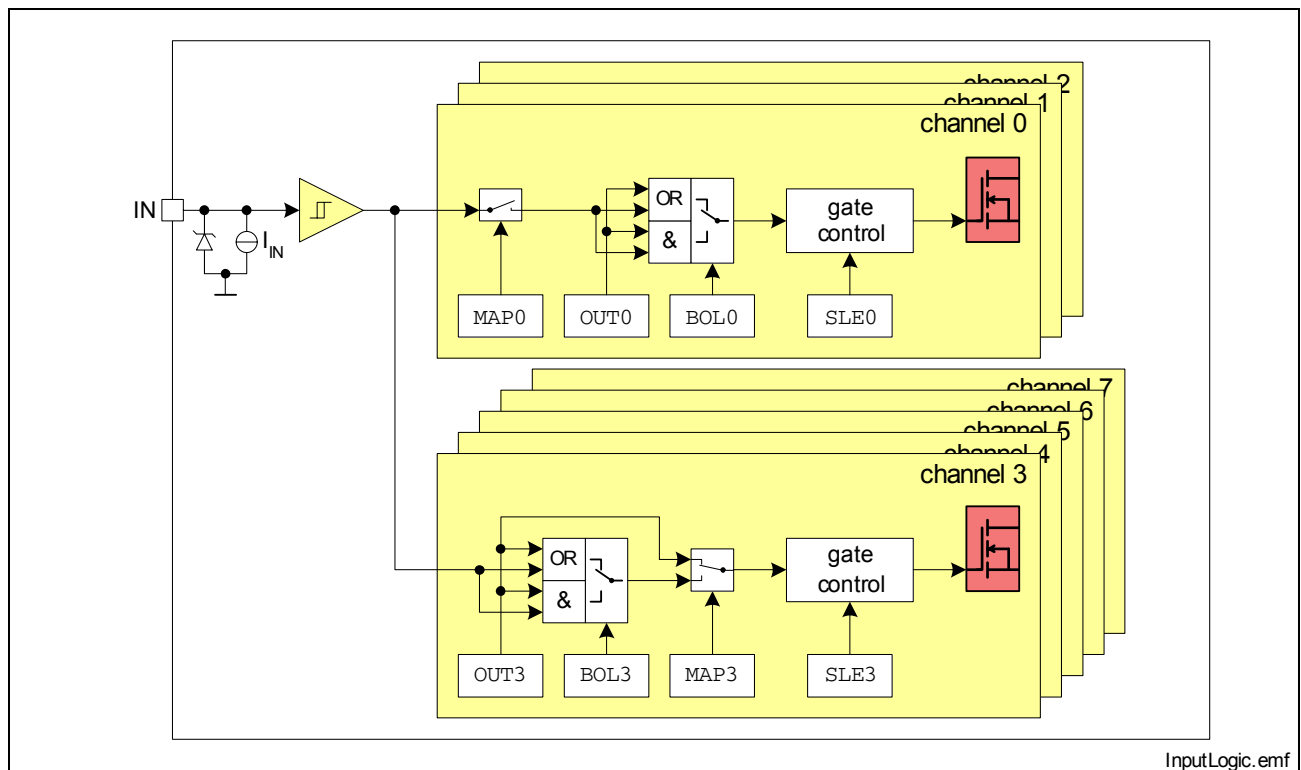 channel 2
channel 1
channel 0
IN
I_IN
OR
&
gate
control
MAP0
OUT0
BOL0
SLE0
channel 7
channel 6
channel 5
channel 4
channel 3
OR
&
gate
control
OUT3
BOL3
MAP3
SLE3
InputLogic.emf